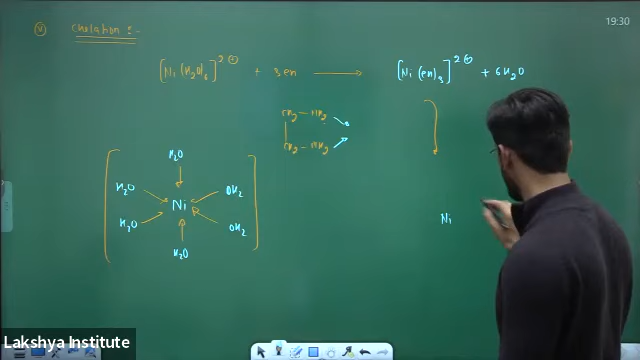 19:30
(v) Chelation :-
[Ni(H₂O)₆]²⁺ + 3en ⟶ [Ni(en)₃]²⁺ + 6H₂O
CH₂ — NH₂
CH₂ — NH₂
H₂O
H₂O OH₂
Ni
H₂O OH₂
H₂O
Ni
Lakshya Institute